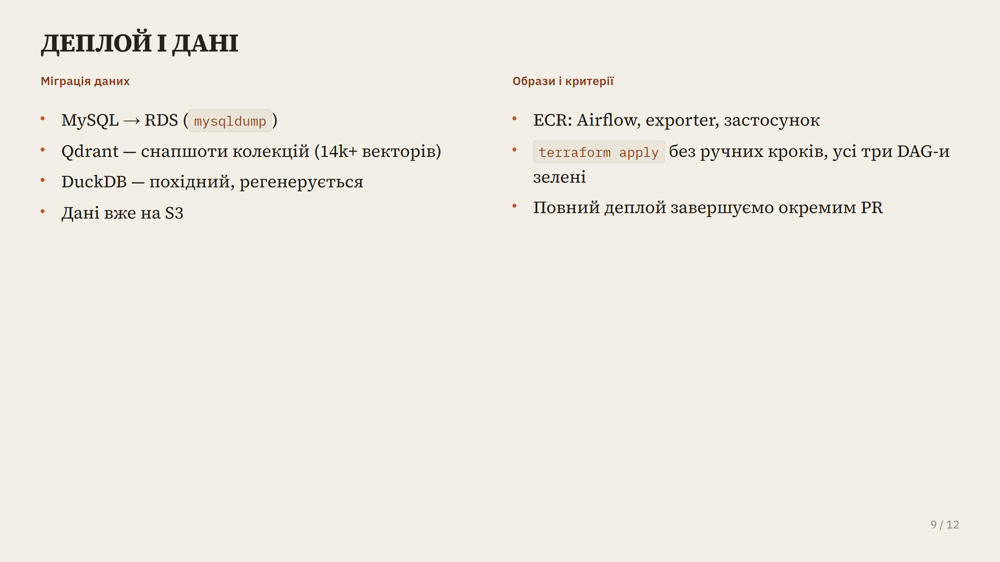 ДЕПЛОЙ І ДАНІ
Міграція даних
• MySQL → RDS (mysqldump)
• Qdrant — снапшоти колекцій (14k+ векторів)
• DuckDB — похідний, регенерується
• Дані вже на S3
Образи і критерії
• ECR: Airflow, exporter, застосунок
• terraform apply без ручних кроків, усі три DAG-и
зелені
• Повний деплой завершуємо окремим PR
9 / 12